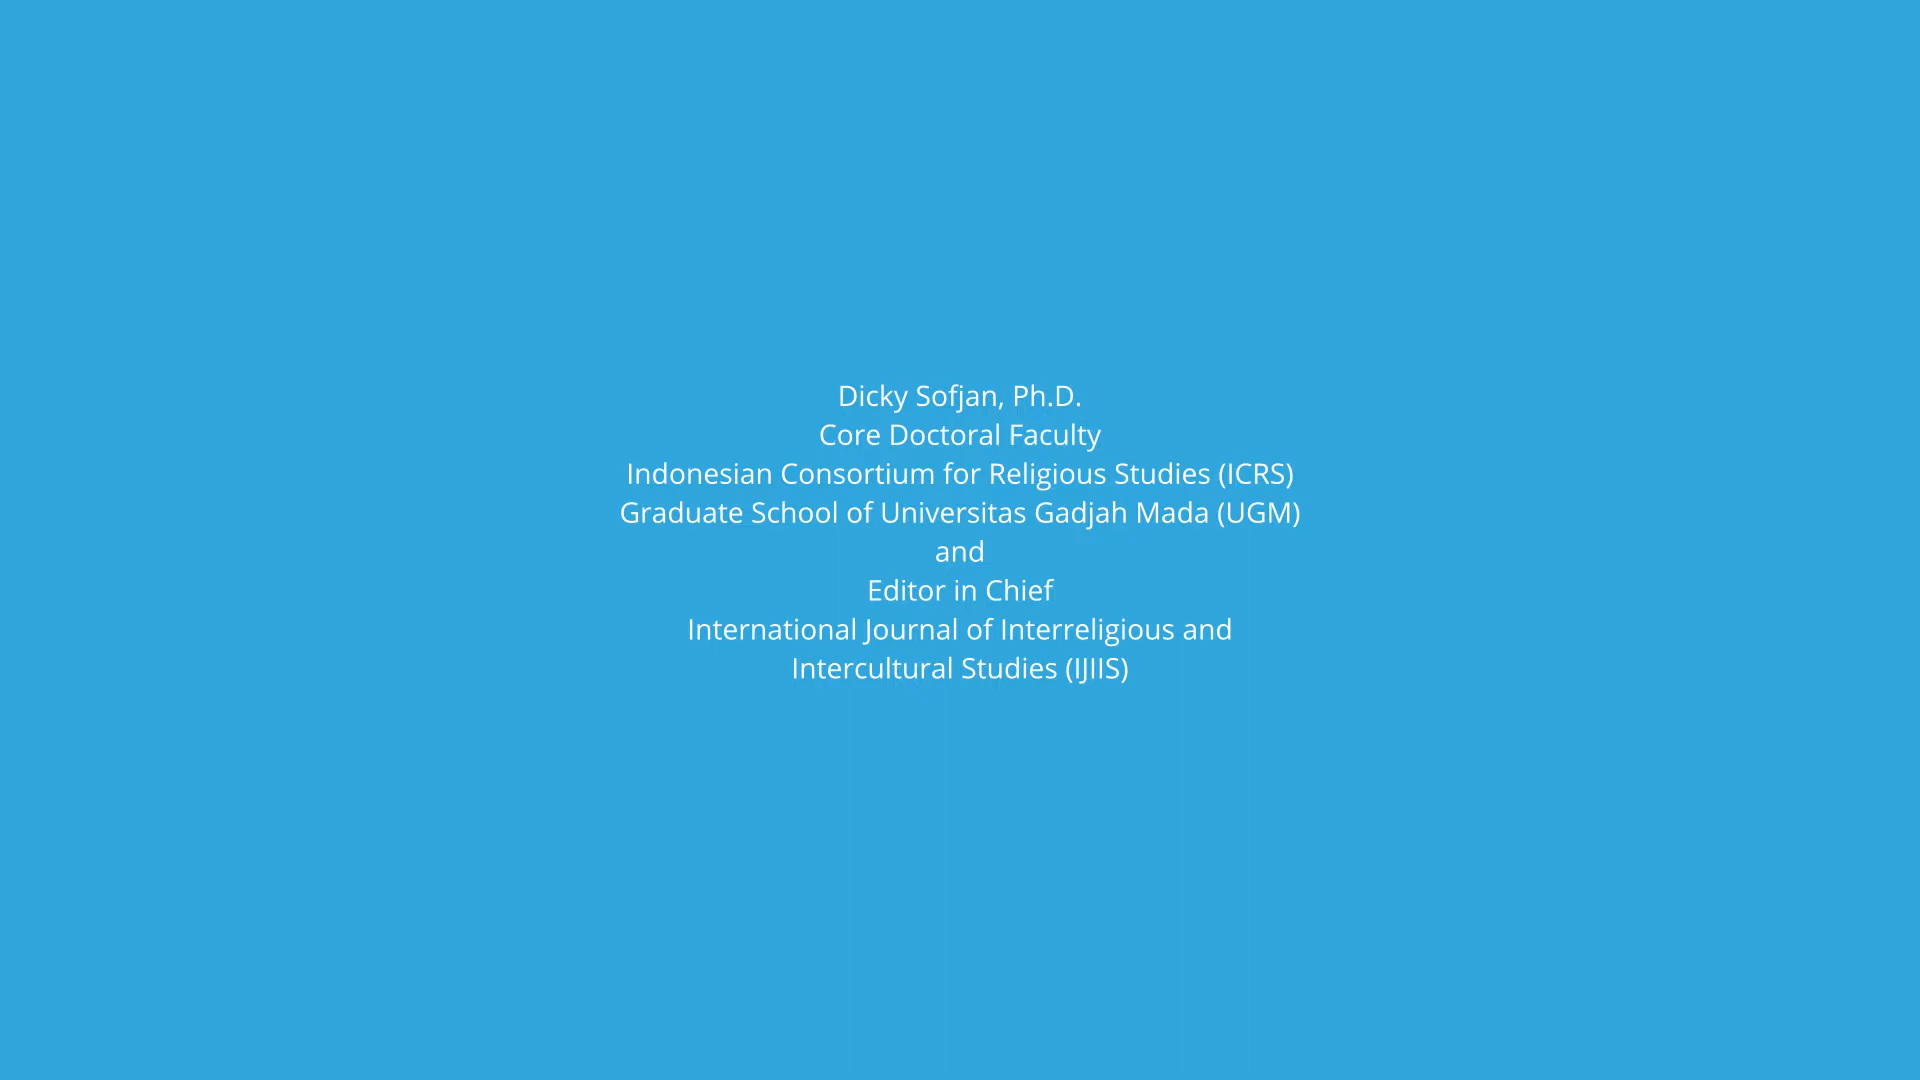 Dicky Sofjan, Ph.D.
Core Doctoral Faculty
Indonesian Consortium for Religious Studies (ICRS)
Graduate School of Universitas Gadjah Mada (UGM)
and
Editor in Chief
International Journal of Interreligious and
Intercultural Studies (IJIIS)